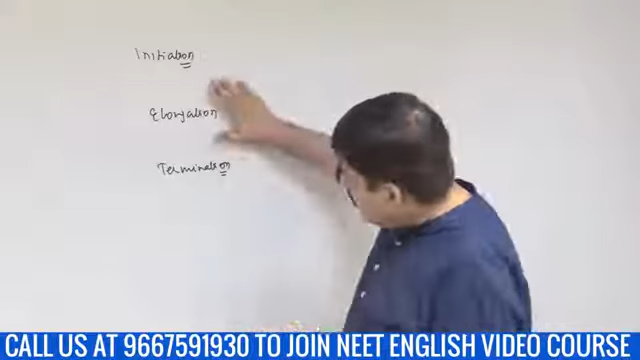 Initiation
Elongation
Termination
CALL US AT 9667591930 TO JOIN NEET ENGLISH VIDEO COURSE